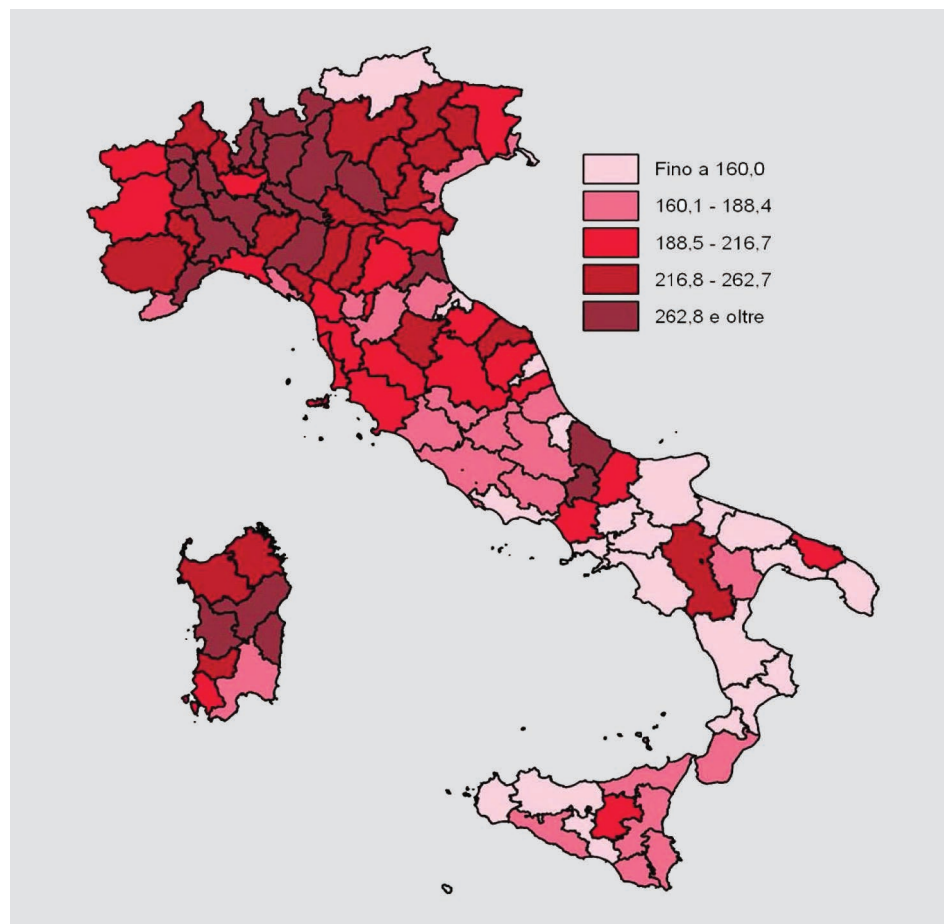 Fino a 160,0
160,1 - 188,4
188,5 - 216,7
216,8 - 262,7
262,8 e oltre